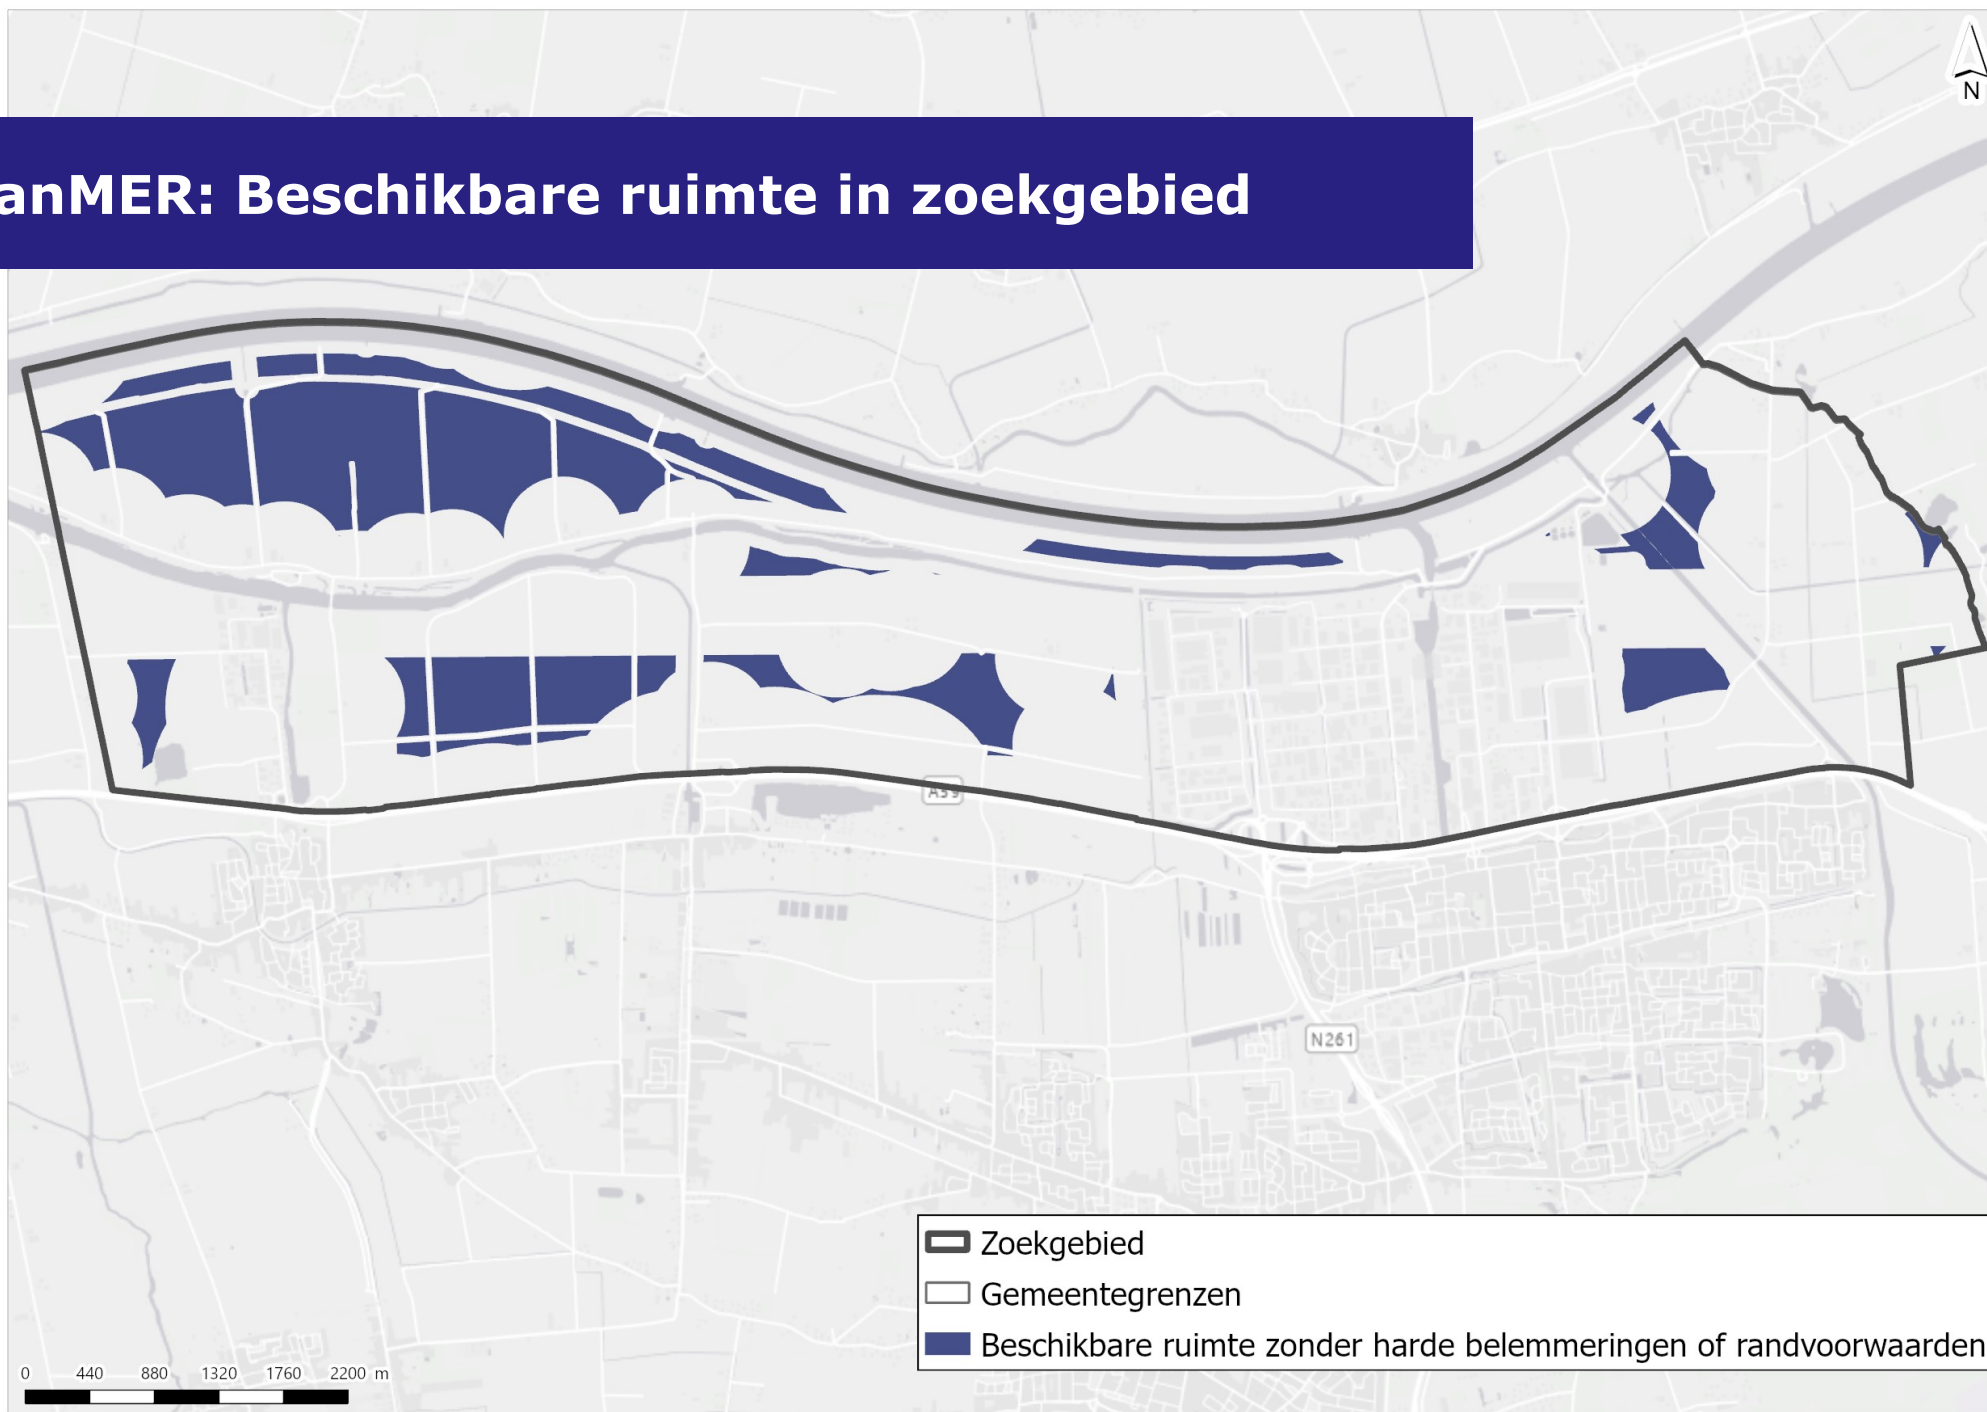 N
anMER: Beschikbare ruimte in zoekgebied
A59
N261
Zoekgebied
Gemeentegrenzen
Beschikbare ruimte zonder harde belemmeringen of randvoorwaarden
0 440 880 1320 1760 2200 m